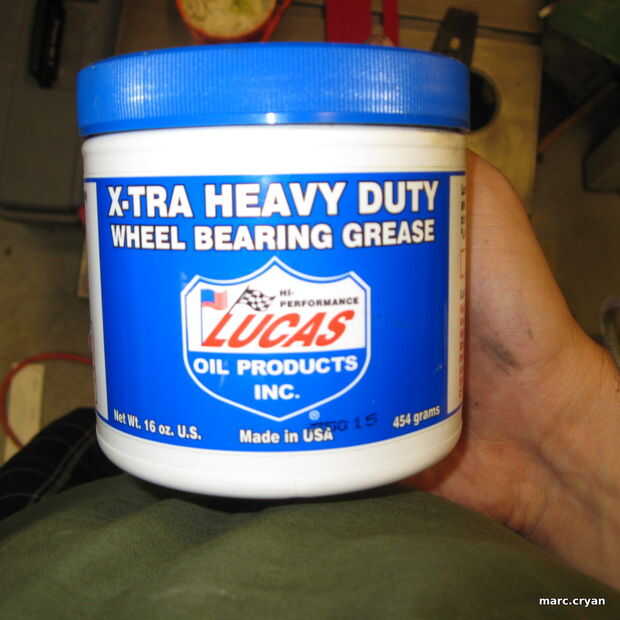 X-TRA HEAVY DUTY
WHEEL BEARING GREASE
HI-
PERFORMANCE
LUCAS
OIL PRODUCTS
INC.
®
Net Wt. 16 oz. U.S.
Made in USA
454 grams
marc.cryan